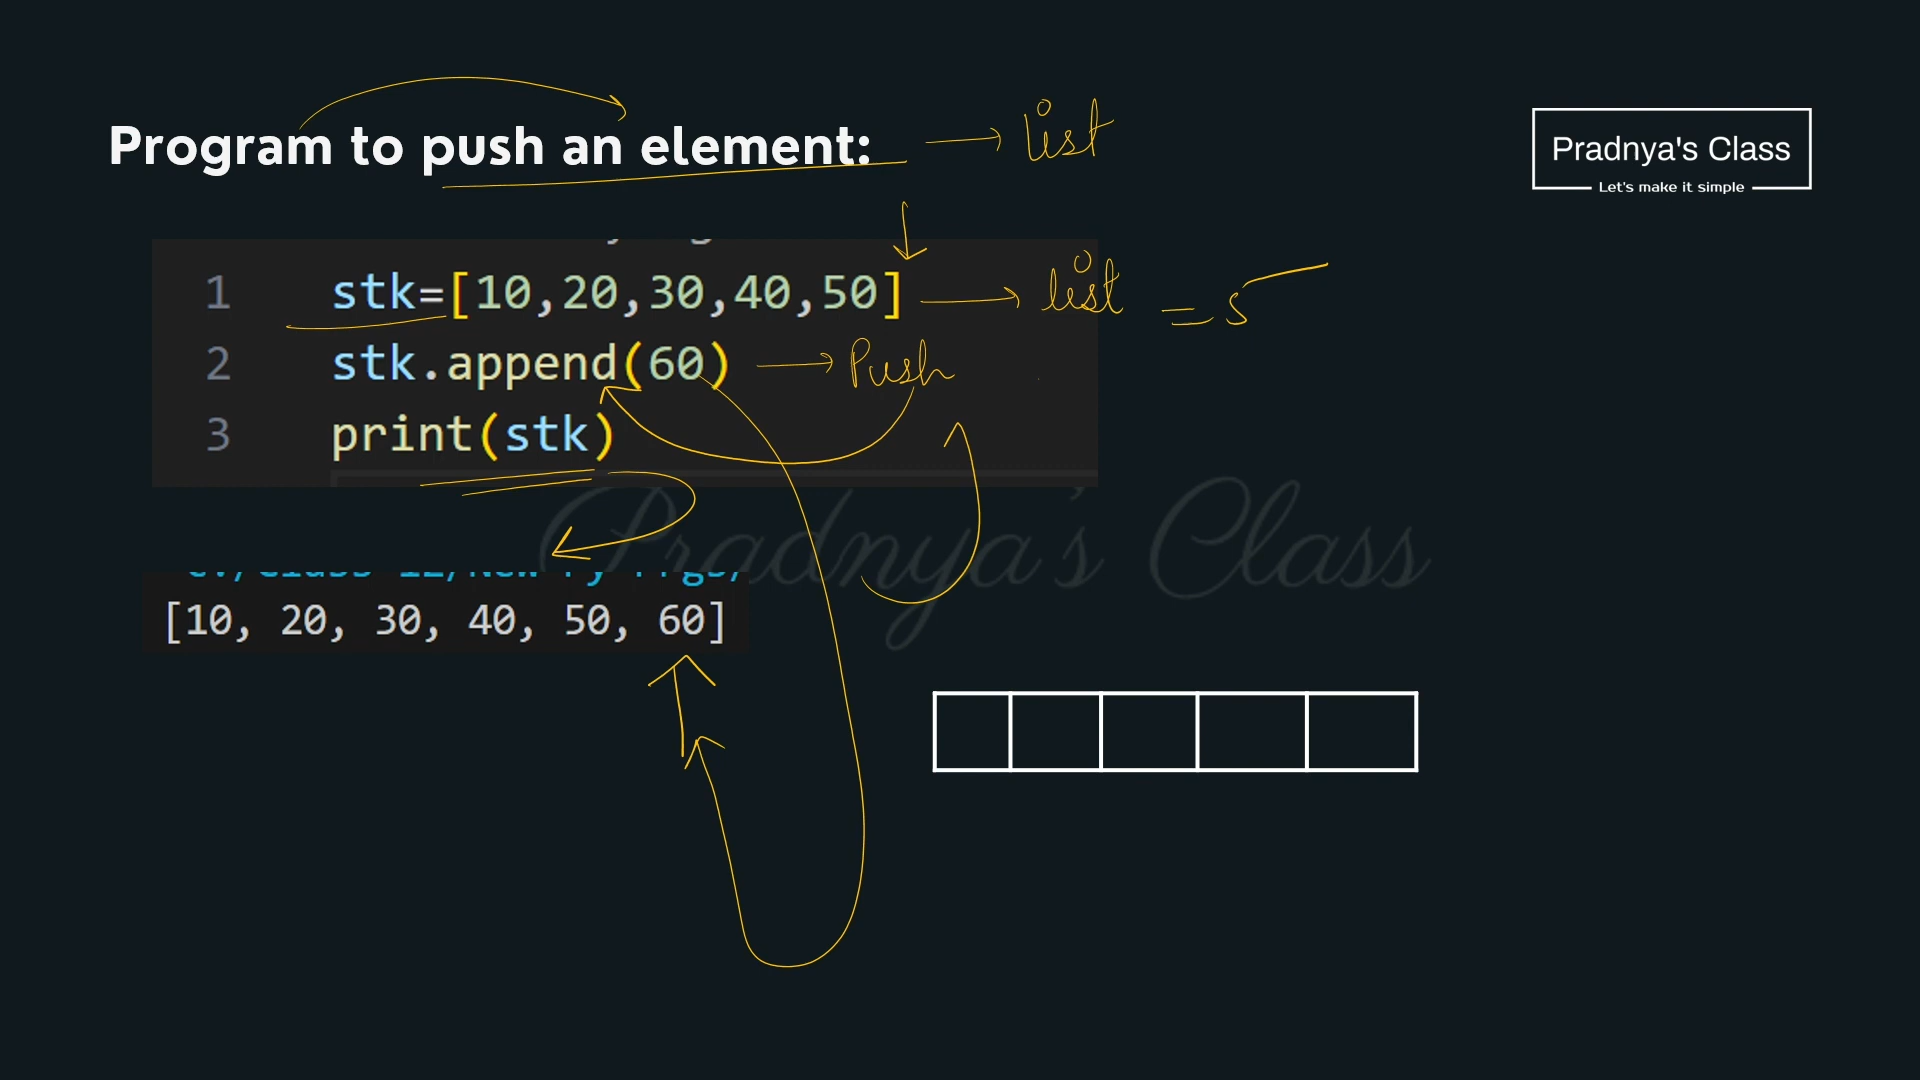 Program to push an element:
list
Pradnya's Class
Let's make it simple
1 stk=[10,20,30,40,50]
list = 5
2 stk.append(60)
Push
3 print(stk)
Pradnya's Class
[10, 20, 30, 40, 50, 60]